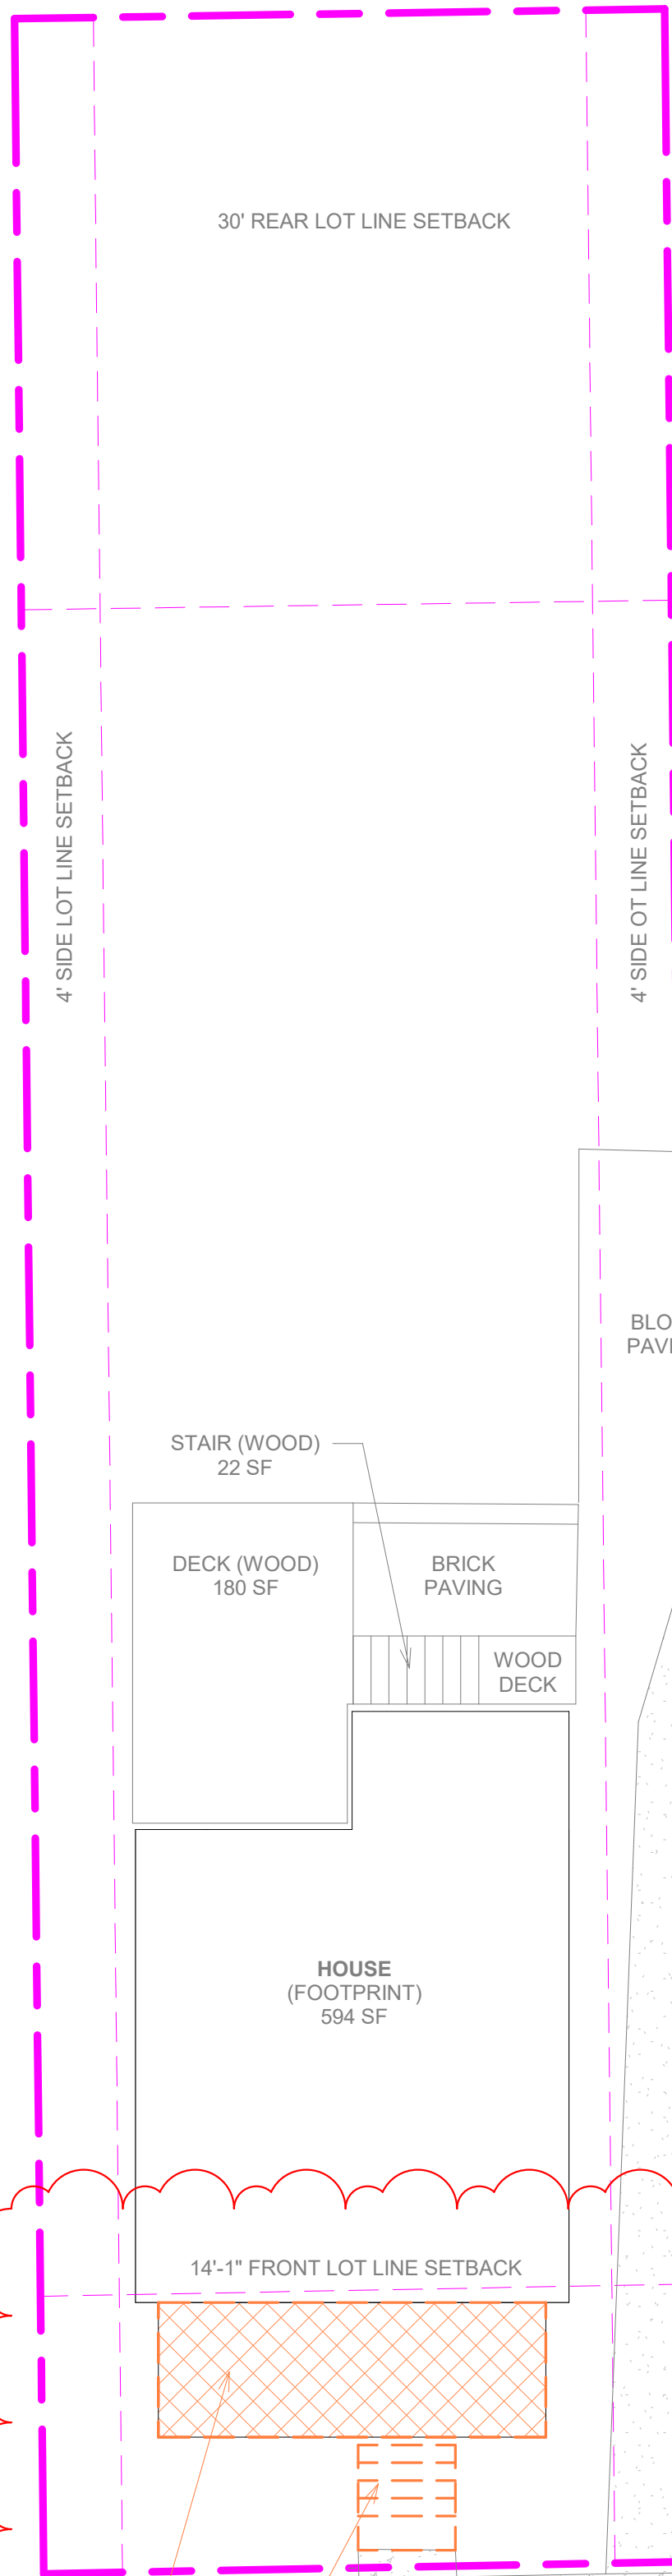 30' REAR LOT LINE SETBACK
4' SIDE LOT LINE SETBACK
4' SIDE OT LINE SETBACK
STAIR (WOOD)
22 SF
DECK (WOOD)
180 SF
BRICK
PAVING
WOOD
DECK
HOUSE
(FOOTPRINT)
594 SF
14'-1" FRONT LOT LINE SETBACK